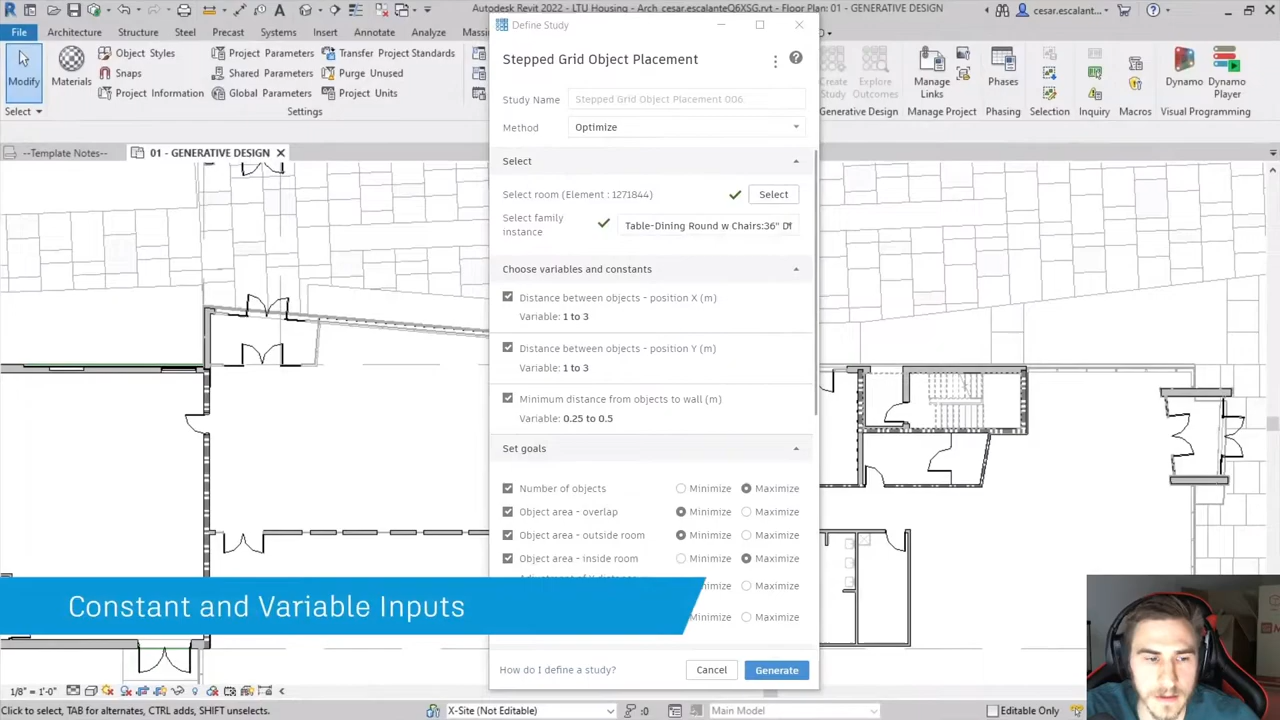 Autodesk Revit 2022 - LTU Housing - Arch_cesar.escalanteQ6XSG.rvt - Floor Plan: 01 - GENERATIVE DESIGN
cesar.escalant...
File
Architecture
Steel
Precast
Systems
Insert
Annotate
Analyze
Modify
Select
Materials
Object Styles
Snaps
Project Information
Project Parameters
Shared Parameters
Global Parameters
Transfer Project Standards
Purge Unused
Project Units
Settings
Create
Study
Explore
Outcomes
Generative Design
Manage
Links
Manage Project
Phases
Selection
Inquiry
Macros
Dynamo
Dynamo
Player
Visual Programming
--Template Notes--
01 - GENERATIVE DESIGN
Define Study
Stepped Grid Object Placement
Study Name
Stepped Grid Object Placement 006
Method
Optimize
Select
Select room (Element : 1271844)
Select
Select family
instance
Table-Dining Round w Chairs:36" D
Choose variables and constants
Distance between objects - position X (m)
Variable: 1 to 3
Distance between objects - position Y (m)
Variable: 1 to 3
Minimum distance from objects to wall (m)
Variable: 0.25 to 0.5
Set goals
Number of objects
Minimize
Maximize
Object area - overlap
Minimize
Maximize
Object area - outside room
Minimize
Maximize
Object area - inside room
Minimize
Maximize
Maximize
Maximize
How do I define a study?
Cancel
Generate
Constant and Variable Inputs
1/8" = 1'-0"
Click to select, TAB for alternates, CTRL adds, SHIFT unselects.
X-Site (Not Editable)
:0
Main Model
Editable Only